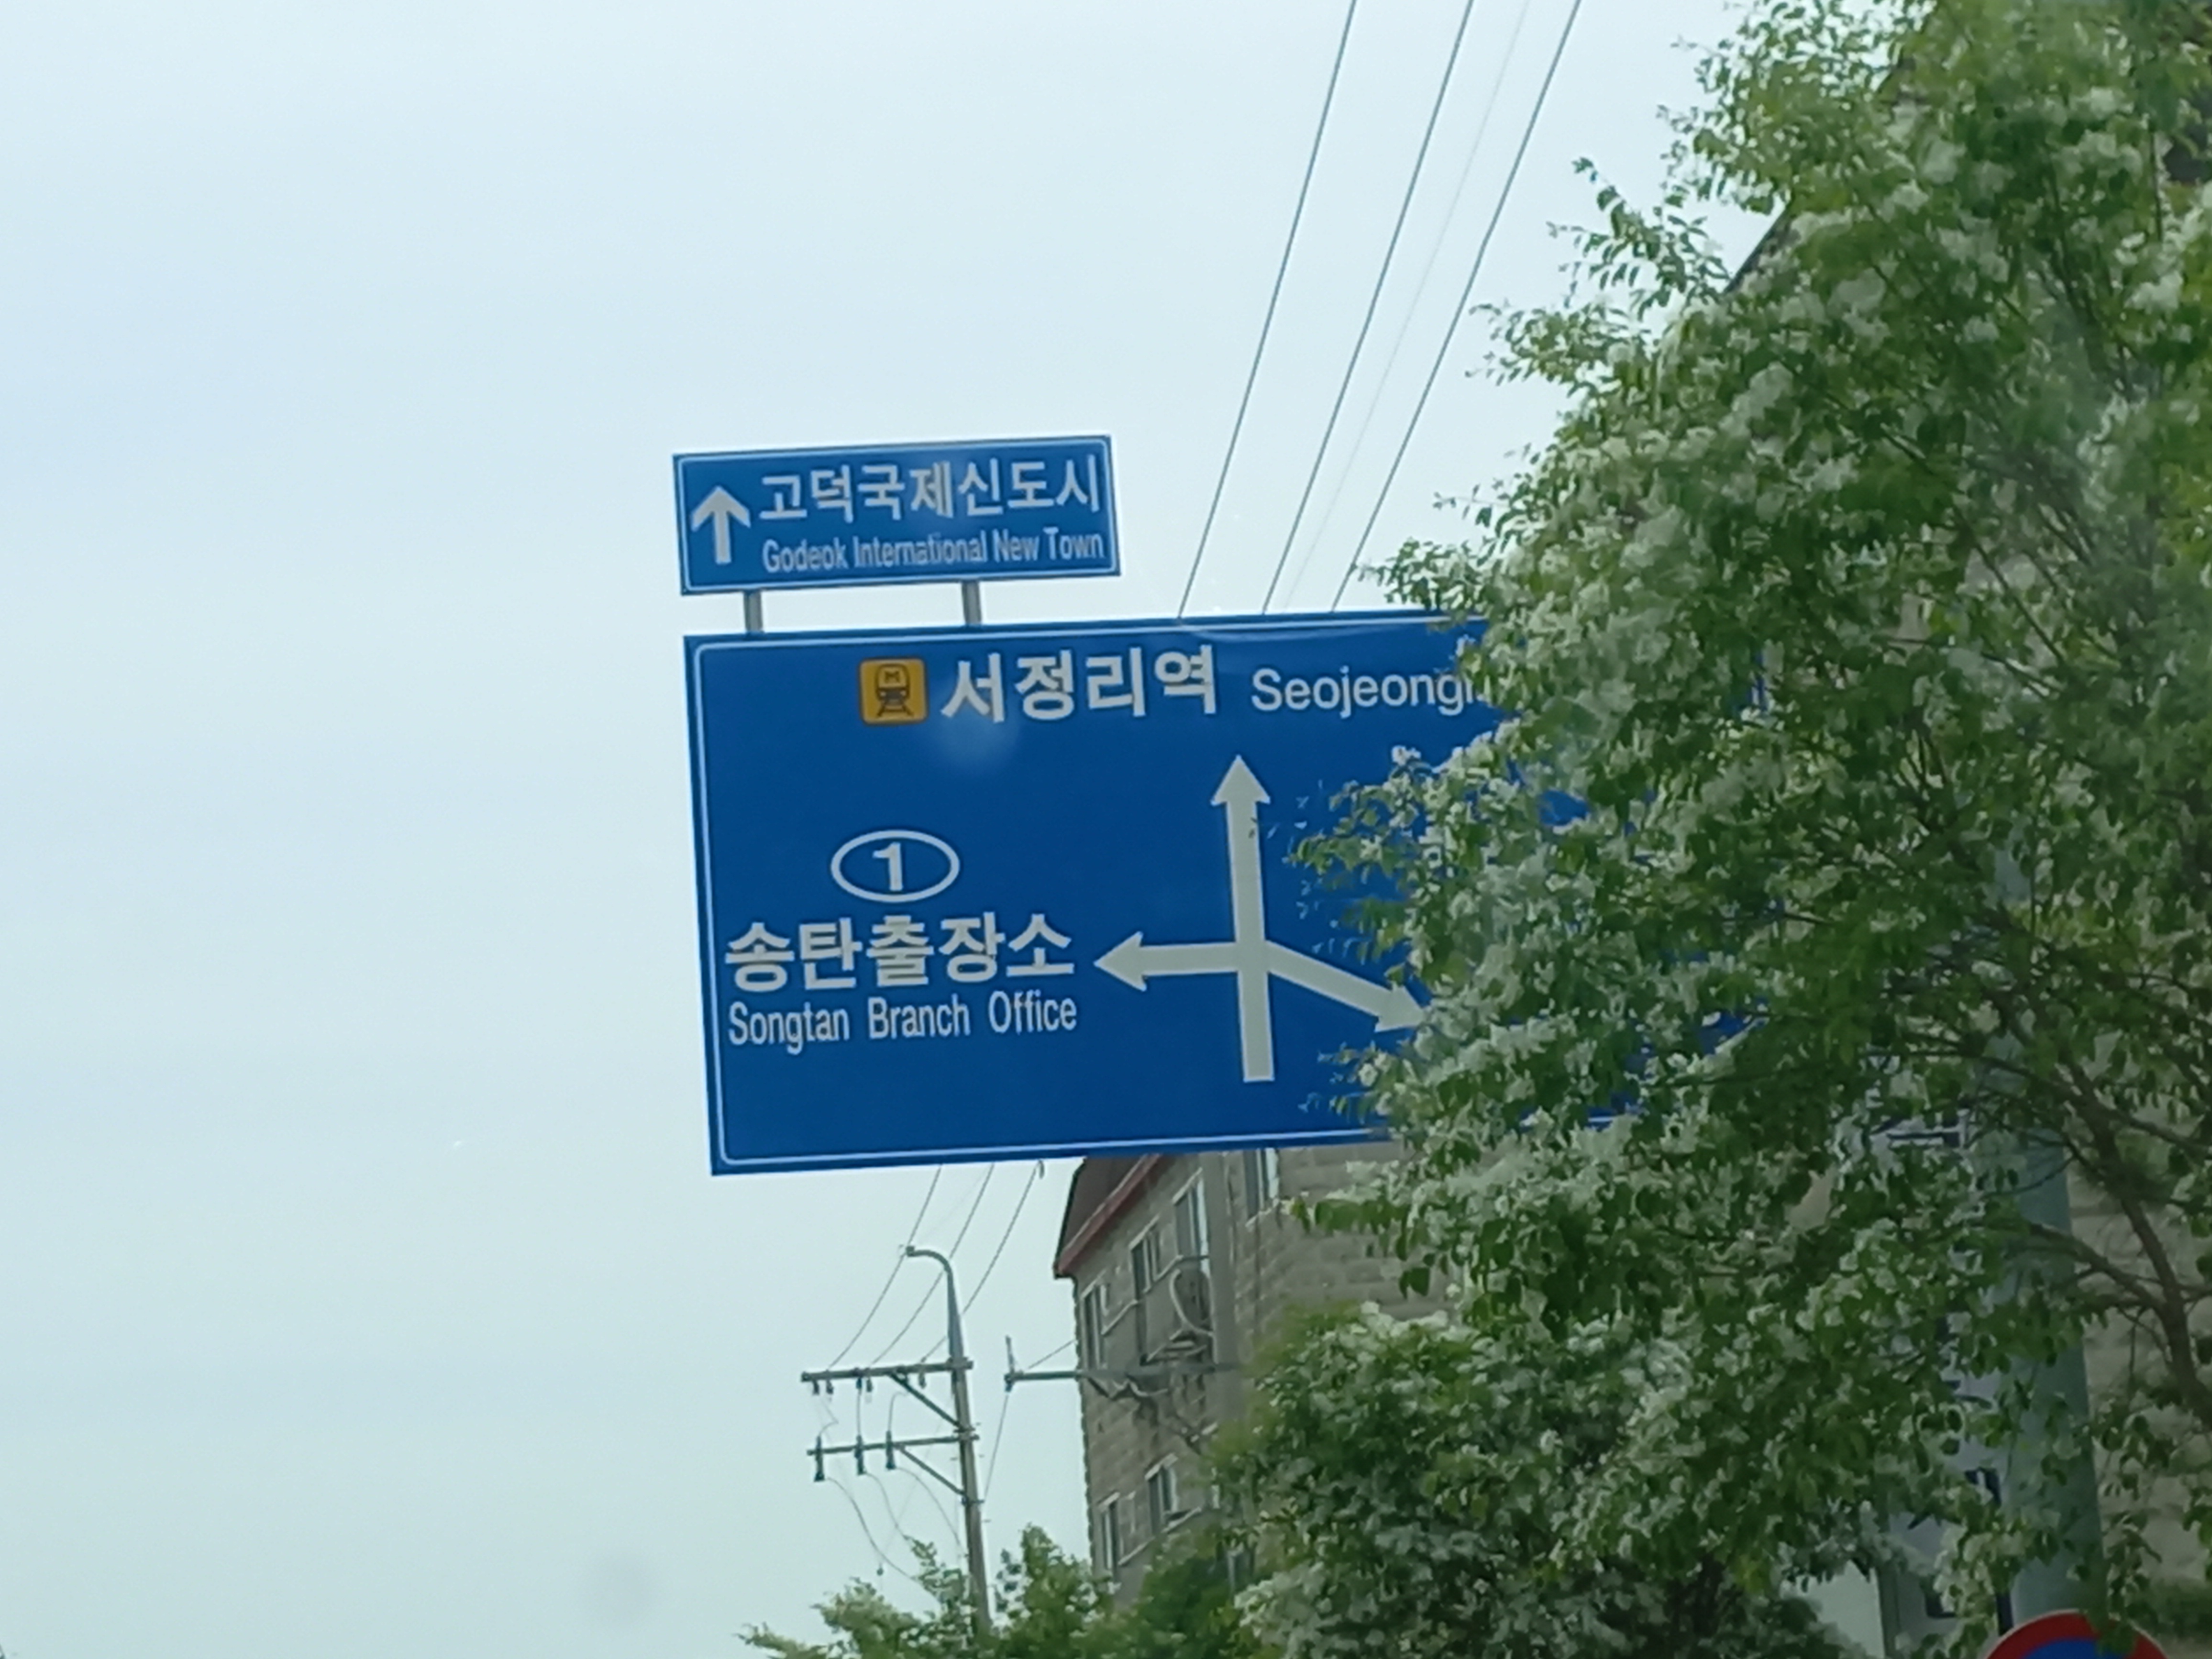 고덕국제신도시
Godeok International New Town
서정리역
1
송탄출장소
Songtan Branch Office